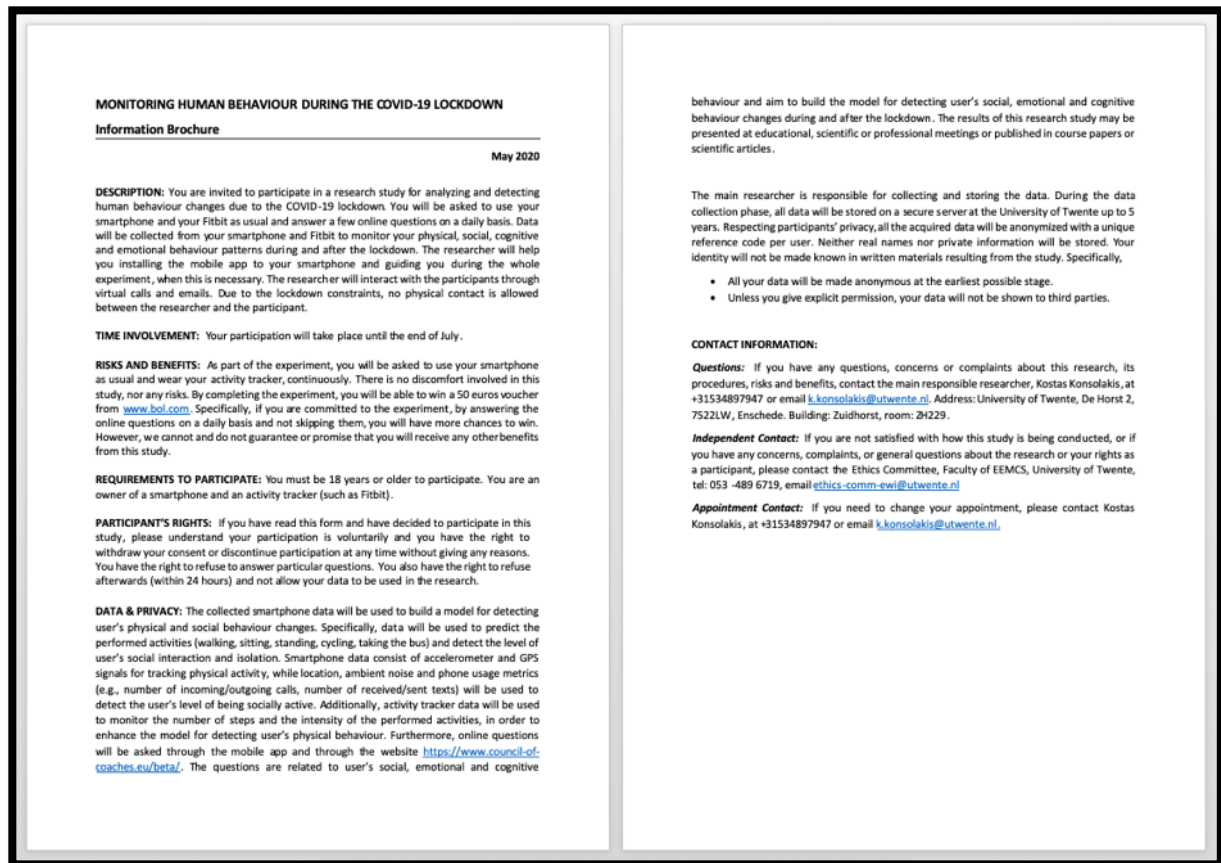 MONITORING HUMAN BEHAVIOUR DURING THE COVID-19 LOCKDOWN
Information Brochure
May 2020
DESCRIPTION: You are invited to participate in a research study for analyzing and detecting
human behaviour changes due to the COVID-19 lockdown. You will be asked to use your
smartphone and your Fitbit as usual and answer a few online questions on a daily basis. Data
will be collected from your smartphone and Fitbit to monitor your physical, social, cognitive
and emotional behaviour patterns during and after the lockdown. The researcher will help
you installing the mobile app to your smartphone and guiding you during the whole
experiment, when this is necessary. The researcher will interact with the participants through
virtual calls and emails. Due to the lockdown constraints, no physical contact is allowed
between the researcher and the participant.
TIME INVOLVEMENT: Your participation will take place until the end of July.
RISKS AND BENEFITS: As part of the experiment, you will be asked to use your smartphone
as usual and wear your activity tracker, continuously. There is no discomfort involved in this
study, nor any risks. By completing the experiment, you will be able to win a 50 euros voucher
from www.bol.com. Specifically, if you are committed to the experiment, by answering the
online questions on a daily basis and not skipping them, you will have more chances to win.
However, we cannot and do not guarantee or promise that you will receive any other benefits
from this study.
REQUIREMENTS TO PARTICIPATE: You must be 18 years or older to participate. You are an
owner of a smartphone and an activity tracker (such as Fitbit).
PARTICIPANT'S RIGHTS: If you have read this form and have decided to participate in this
study, please understand your participation is voluntarily and you have the right to
withdraw your consent or discontinue participation at any time without giving any reasons.
You have the right to refuse to answer particular questions. You also have the right to refuse
afterwards (within 24 hours) and not allow your data to be used in the research.
DATA & PRIVACY: The collected smartphone data will be used to build a model for detecting
user's physical and social behaviour changes. Specifically, data will be used to predict the
performed activities (walking, sitting, standing, cycling, taking the bus) and detect the level of
user's social interaction and isolation. Smartphone data consist of accelerometer and GPS
signals for tracking physical activity, while location, ambient noise and phone usage metrics
(e.g., number of incoming/outgoing calls, number of received/sent texts) will be used to
detect the user's level of being socially active. Additionally, activity tracker data will be used
to monitor the number of steps and the intensity of the performed activities, in order to
enhance the model for detecting user's physical behaviour. Furthermore, online questions
will be asked through the mobile app and through the website https://www.council-of-
coaches.eu/beta/. The questions are related to user's social, emotional and cognitive
behaviour and aim to build the model for detecting user's social, emotional and cognitive
behaviour changes during and after the lockdown. The results of this research study may be
presented at educational, scientific or professional meetings or published in course papers or
scientific articles.
The main researcher is responsible for collecting and storing the data. During the data
collection phase, all data will be stored on a secure server at the University of Twente up to 5
years. Respecting participants' privacy, all the acquired data will be anonymized with a unique
reference code per user. Neither real names nor private information will be stored. Your
identity will not be made known in written materials resulting from the study. Specifically,
• All your data will be made anonymous at the earliest possible stage.
• Unless you give explicit permission, your data will not be shown to third parties.
CONTACT INFORMATION:
Questions: If you have any questions, concerns or complaints about this research, its
procedures, risks and benefits, contact the main responsible researcher, Kostas Konsolakis, at
+31534897947 or email k.konsolakis@utwente.nl. Address: University of Twente, De Horst 2,
7522LW, Enschede. Building: Zuidhorst, room: ZH229.
Independent Contact: If you are not satisfied with how this study is being conducted, or if
you have any concerns, complaints, or general questions about the research or your rights as
a participant, please contact the Ethics Committee, Faculty of EEMCS, University of Twente,
tel: 053 -489 6719, email ethics-comm-ewi@utwente.nl
Appointment Contact: If you need to change your appointment, please contact Kostas
Konsolakis, at +31534897947 or email k.konsolakis@utwente.nl.